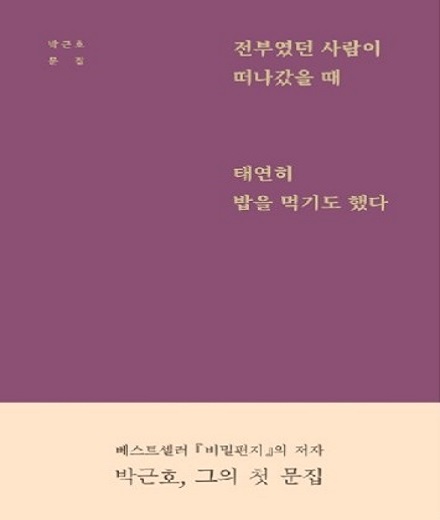 박근호
문 집
전부였던 사람이
떠나갔을 때
태연히
밥을 먹기도 했다
베스트셀러 『비밀편지』의 저자
박근호, 그의 첫 문집